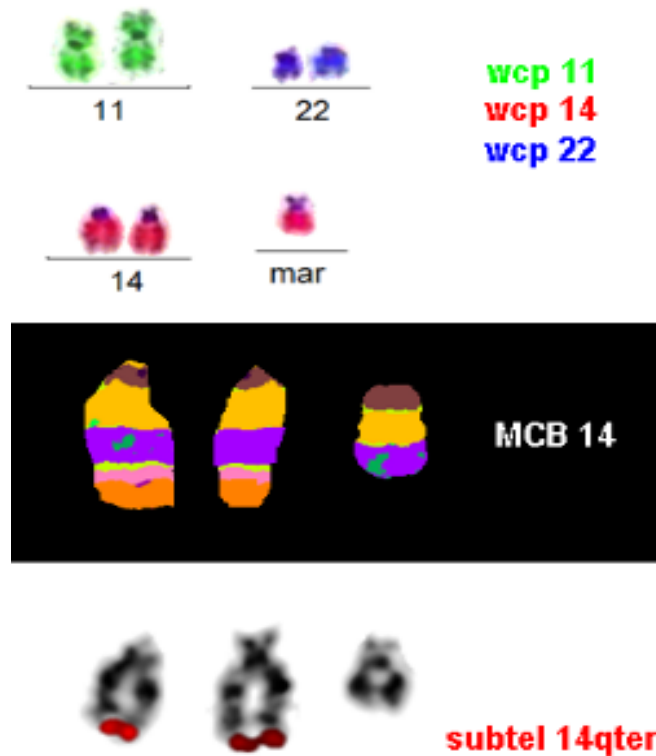 11
22
wcp 11
wcp 14
wcp 22
14
mar
MCB 14
subtel 14qter